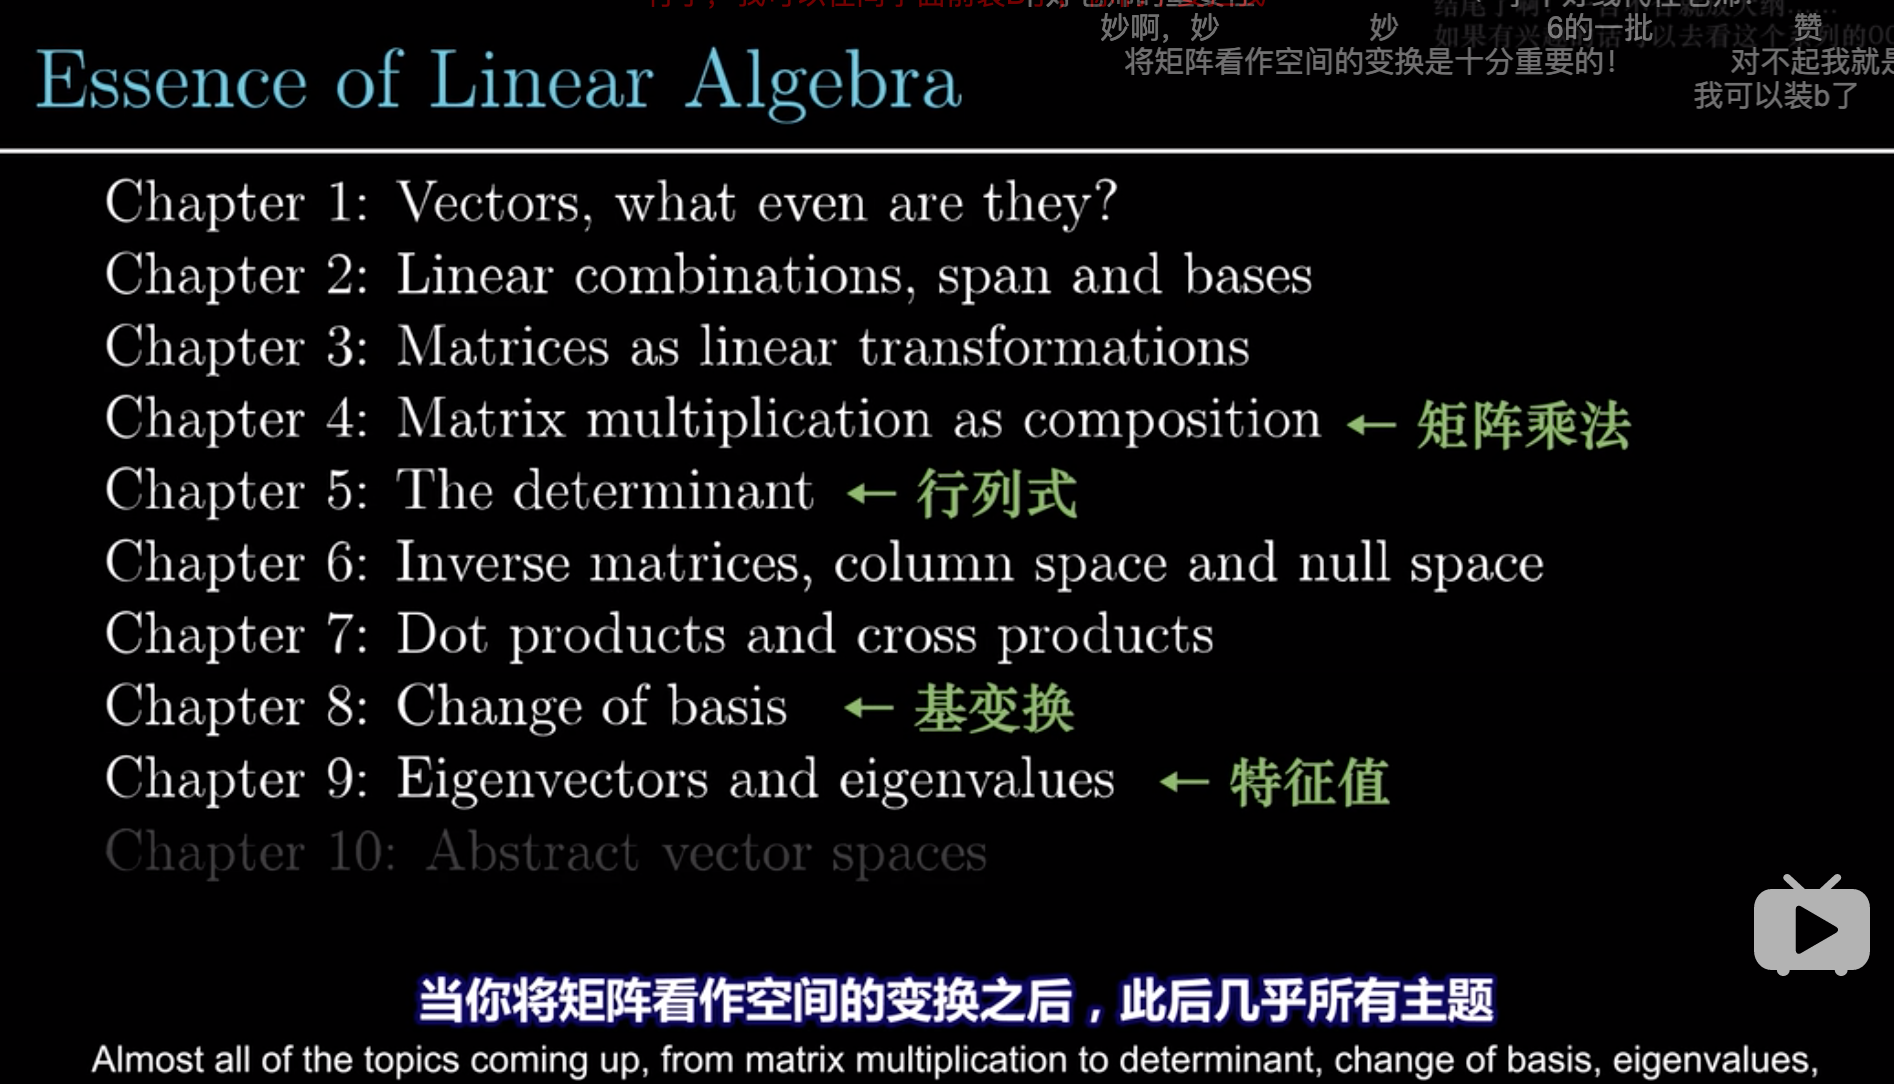 妙啊，妙 妙 6的一批 赞
将矩阵看作空间的变换是十分重要的！ 对不起我就是
我可以装b了
Essence of Linear Algebra
Chapter 1: Vectors, what even are they?
Chapter 2: Linear combinations, span and bases
Chapter 3: Matrices as linear transformations
Chapter 4: Matrix multiplication as composition ← 矩阵乘法
Chapter 5: The determinant ← 行列式
Chapter 6: Inverse matrices, column space and null space
Chapter 7: Dot products and cross products
Chapter 8: Change of basis ← 基变换
Chapter 9: Eigenvectors and eigenvalues ← 特征值
Chapter 10: Abstract vector spaces
当你将矩阵看作空间的变换之后，此后几乎所有主题
Almost all of the topics coming up, from matrix multiplication to determinant, change of basis, eigenvalues,